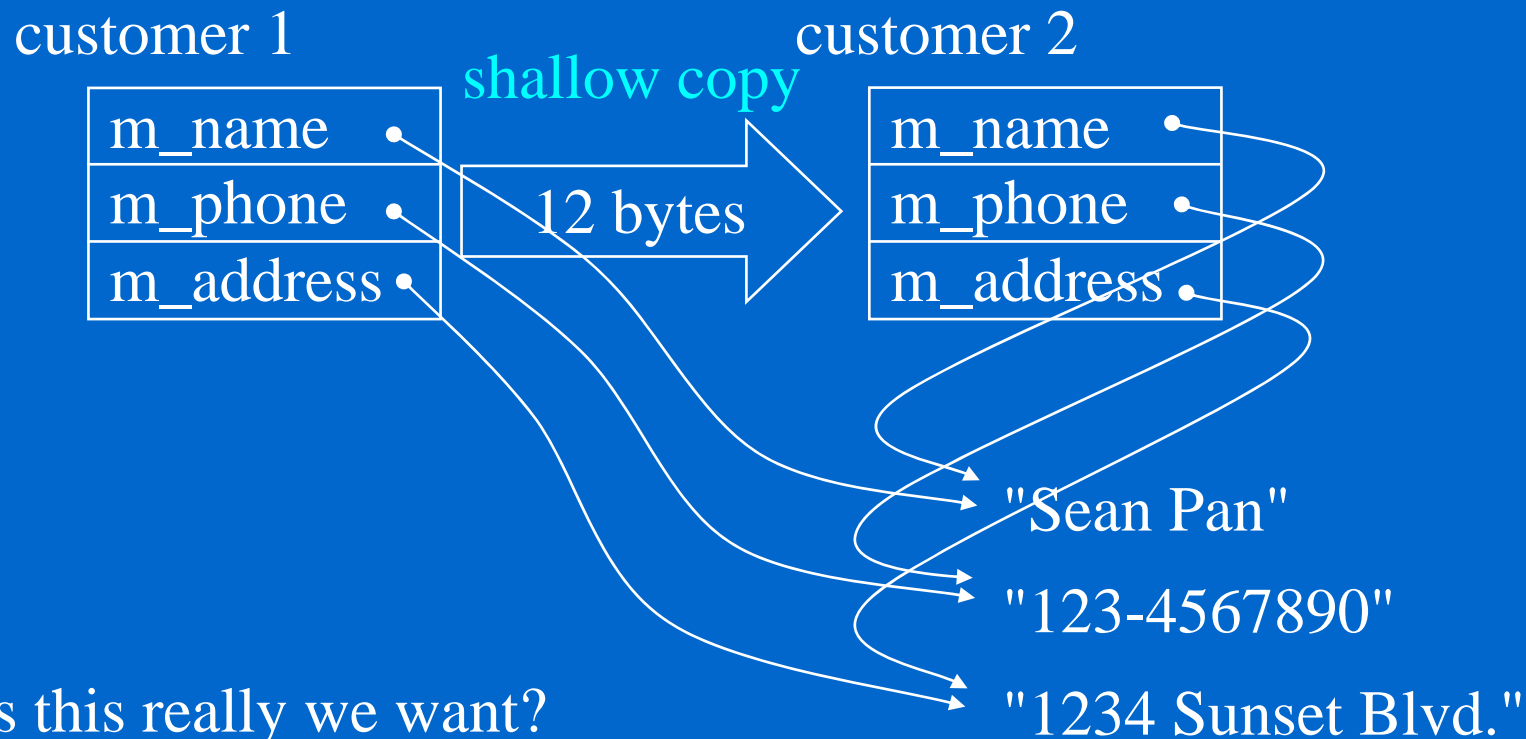 customer 1
customer 2
shallow copy
m_name
m_phone
m_address
12 bytes
m_name
m_phone
m_address
"Sean Pan"
"123-4567890"
"1234 Sunset Blvd."
s this really we want?